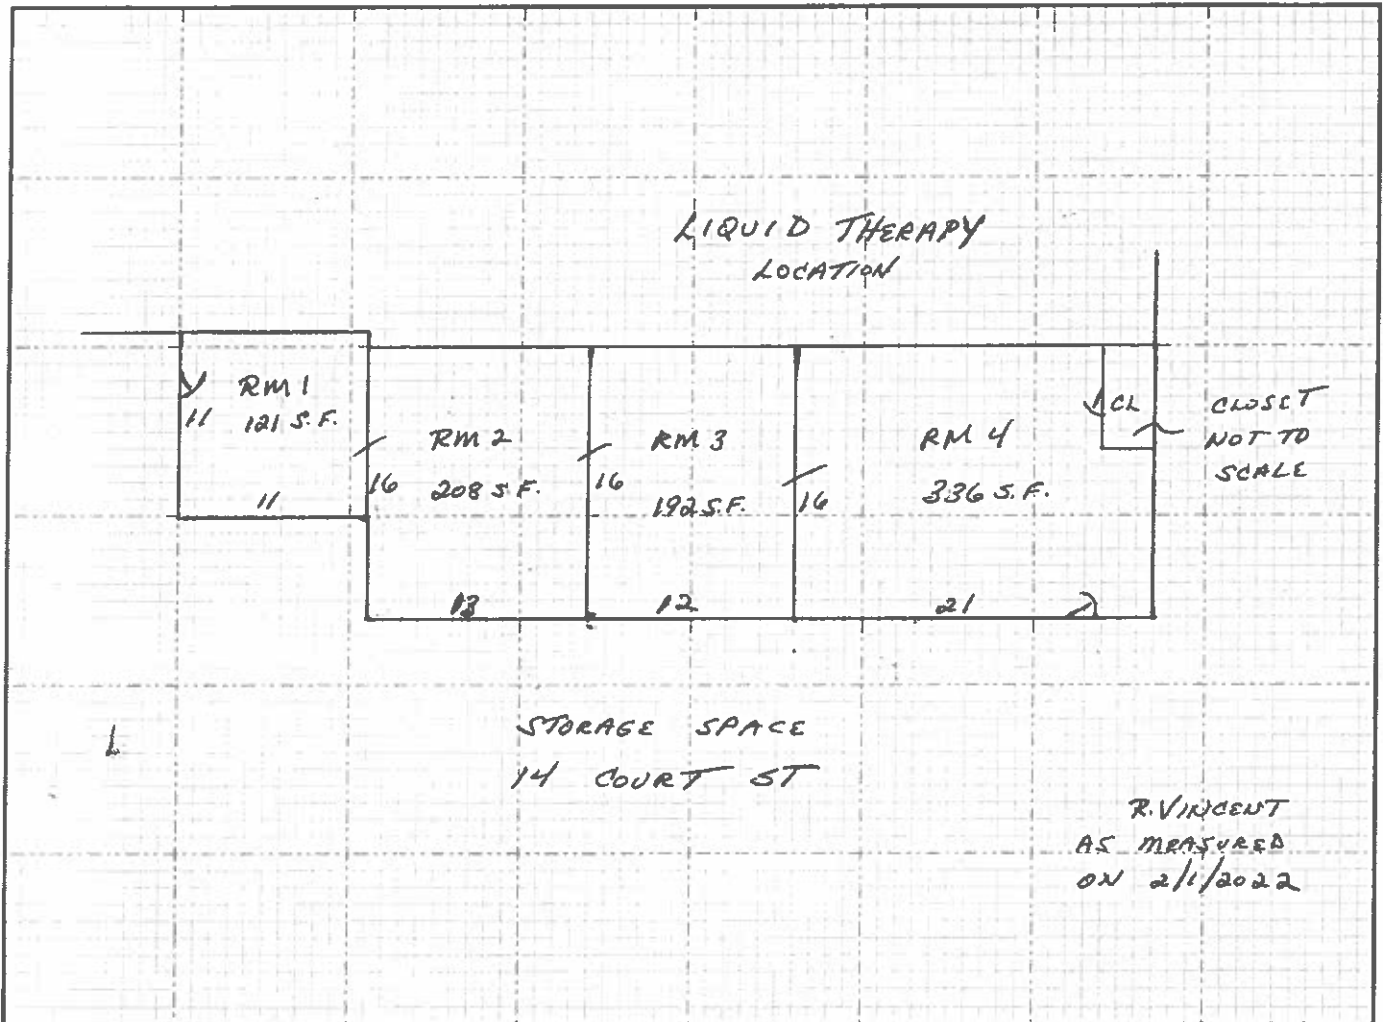 LIQUID THERAPY
LOCATION
RM 1
11 121 S.F.
11
RM 2
16 208 S.F.
13
RM 3
16 192 S.F.
12
RM 4
16 336 S.F.
21
CL
CLOSET
NOT TO
SCALE
STORAGE SPACE
14 COURT ST
L
R. VINCENT
AS MEASURED
ON 2/1/2022